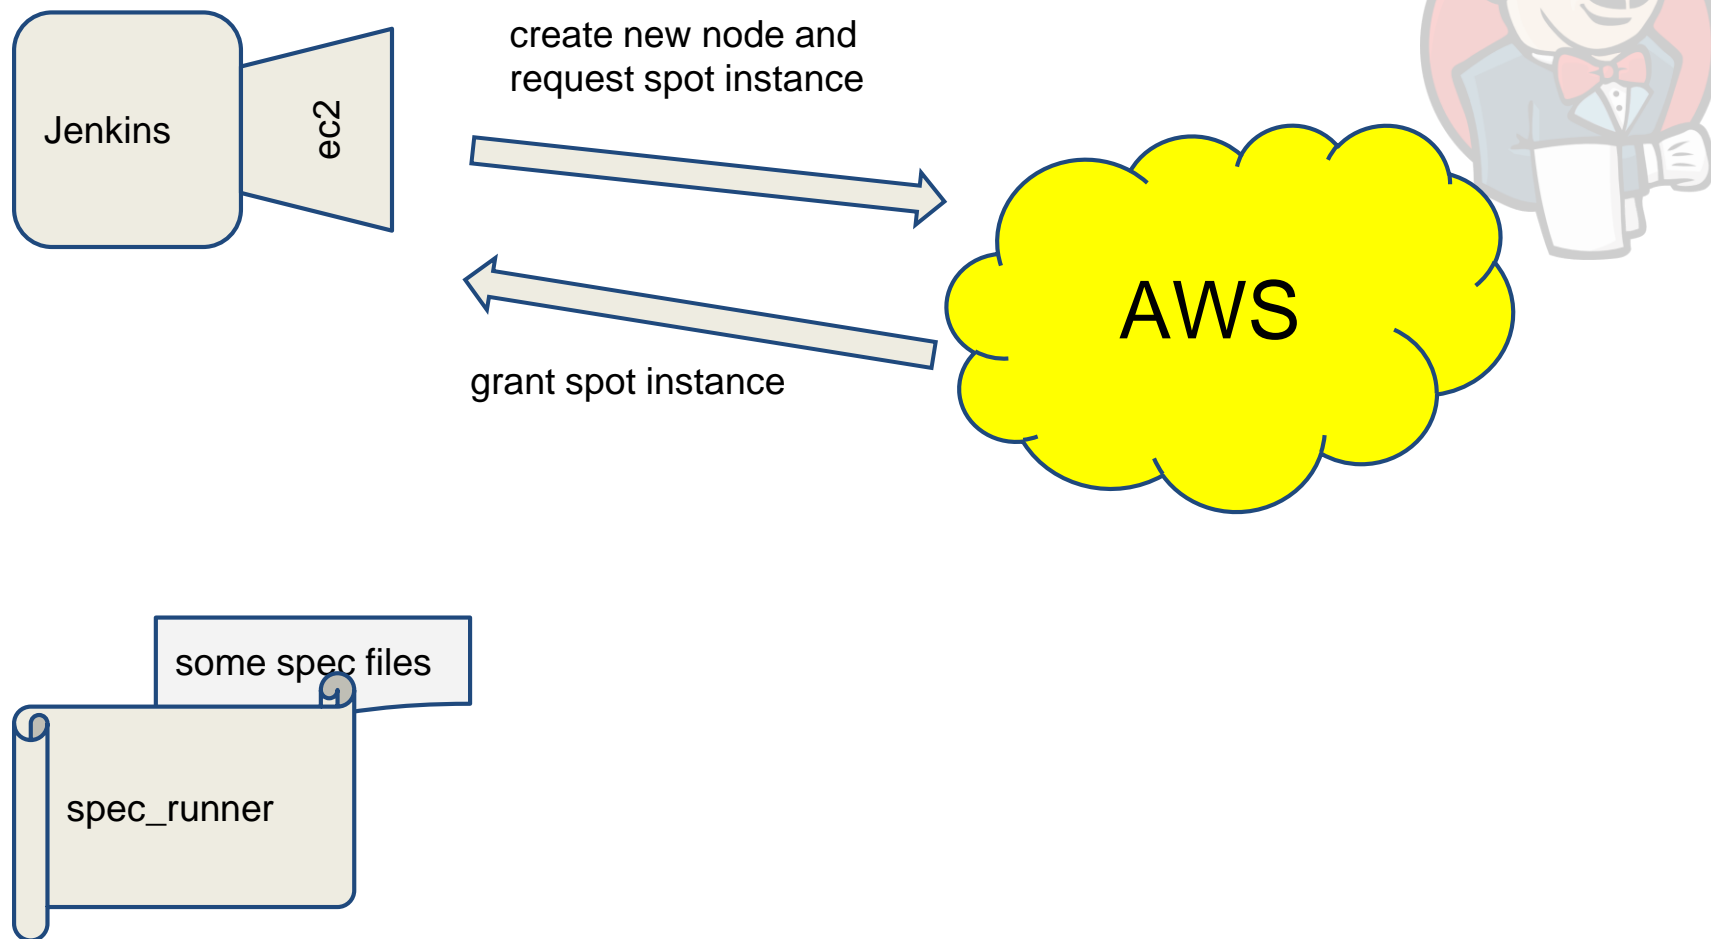 create new node and
request spot instance
Jenkins
ec2
AWS
grant spot instance
some spec files
spec_runner